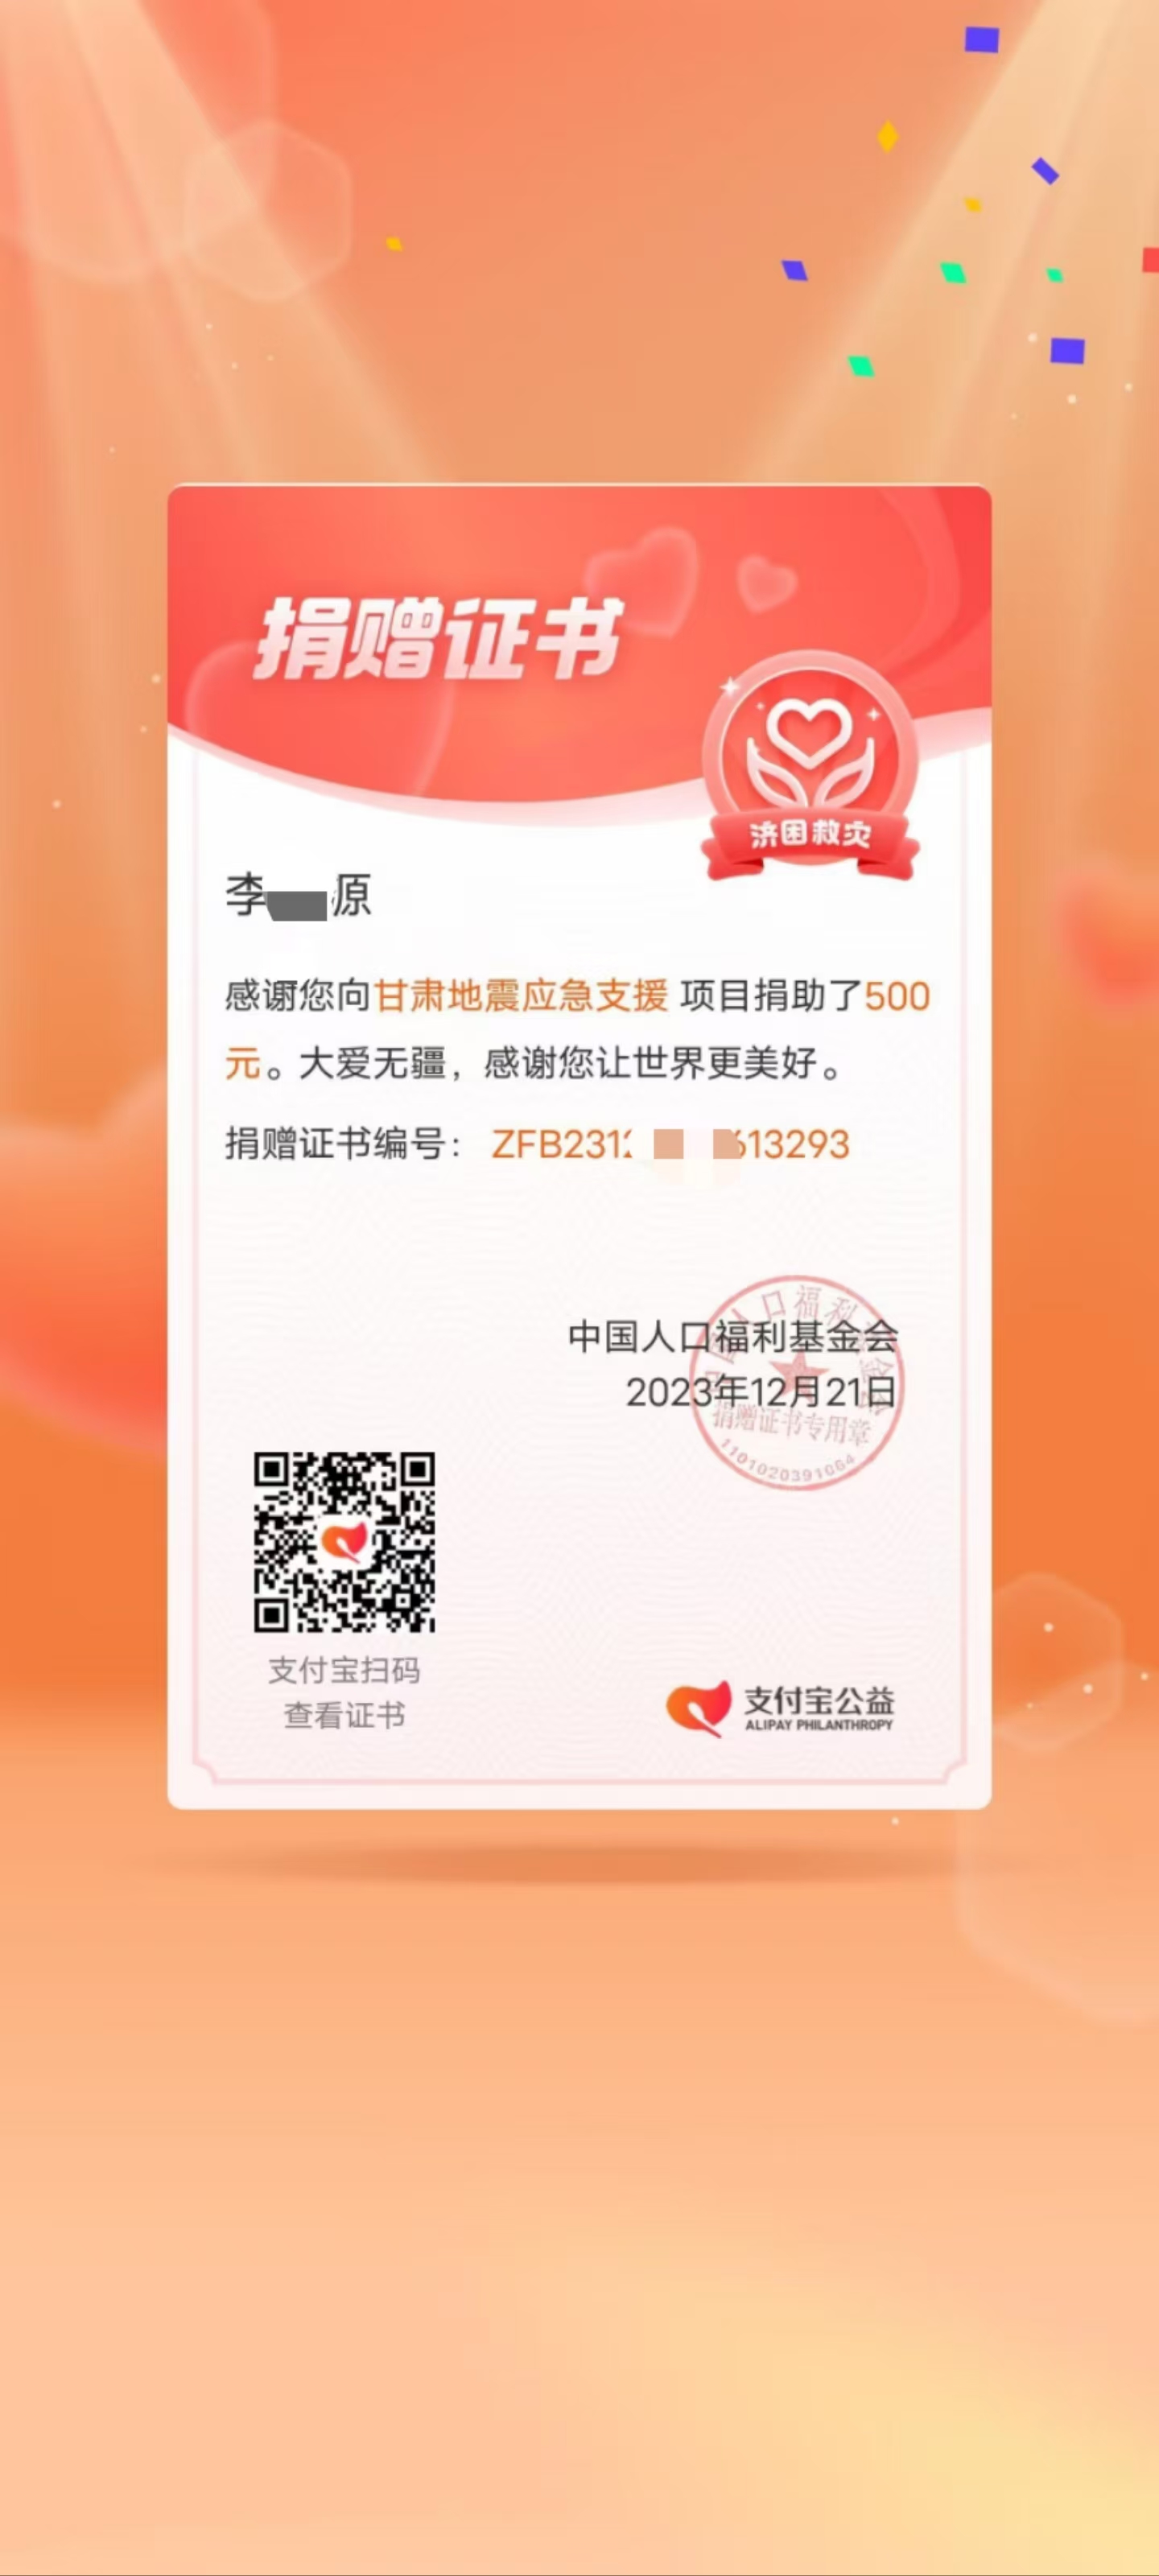 捐赠证书
济困救灾
李 原
感谢您向甘肃地震应急支援 项目捐助了500
元。大爱无疆，感谢您让世界更美好。
捐赠证书编号： ZFB231 613293
中国人口福利基金会
2023年12月21日
中国人口福利基金会
捐赠证书专用章
1101020391064
支付宝扫码
查看证书
支付宝公益
ALIPAY PHILANTHROPY